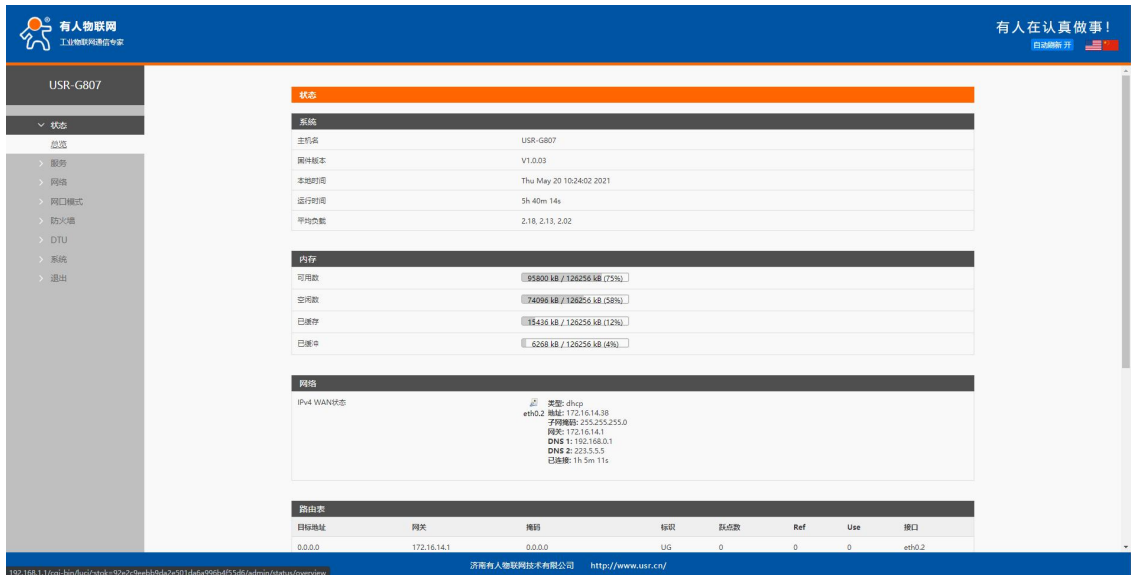 有人物联网
工业物联网通信专家
有人在认真做事!
自动刷新 开
USR-G807
状态
总览
服务
网络
网口模式
防火墙
DTU
系统
退出
状态
系统
主机名 USR-G807
固件版本 V1.0.03
本地时间 Thu May 20 10:24:02 2021
运行时间 5h 40m 14s
平均负载 2.18, 2.13, 2.02
内存
可用数 95800 kB / 126256 kB (75%)
空闲数 74096 kB / 126256 kB (58%)
已缓存 15436 kB / 126256 kB (12%)
已缓冲 6268 kB / 126256 kB (4%)
网络
IPv4 WAN状态
eth0.2
类型: dhcp
地址: 172.16.14.38
子网掩码: 255.255.255.0
网关: 172.16.14.1
DNS 1: 192.168.0.1
DNS 2: 223.5.5.5
已连接: 1h 5m 11s
路由表
目标地址 网关 掩码 标识 跃点数 Ref Use 接口
0.0.0.0 172.16.14.1 0.0.0.0 UG 0 0 0 eth0.2
济南有人物联网技术有限公司 http://www.usr.cn/
192.168.1.1/cgi-bin/luci/;stok=92e2c9eebb9da2e501da6a996b4f55d6/admin/status/overview